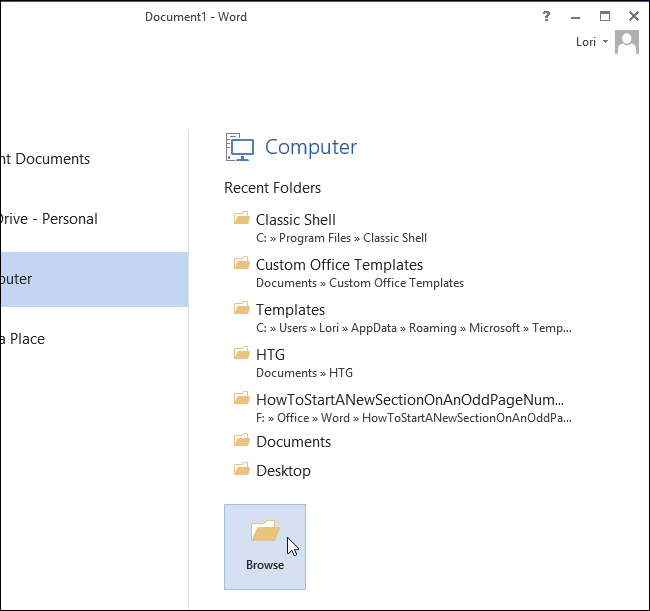 Document1 - Word
?
Lori
nt Documents
Drive - Personal
puter
a Place
Computer
Recent Folders
Classic Shell
C: » Program Files » Classic Shell
Custom Office Templates
Documents » Custom Office Templates
Templates
C: » Users » Lori » AppData » Roaming » Microsoft » Temp...
HTG
Documents » HTG
HowToStartANewSectionOnAnOddPageNum...
F: » Office » Word » HowToStartANewSectionOnAnOddPa...
Documents
Desktop
Browse